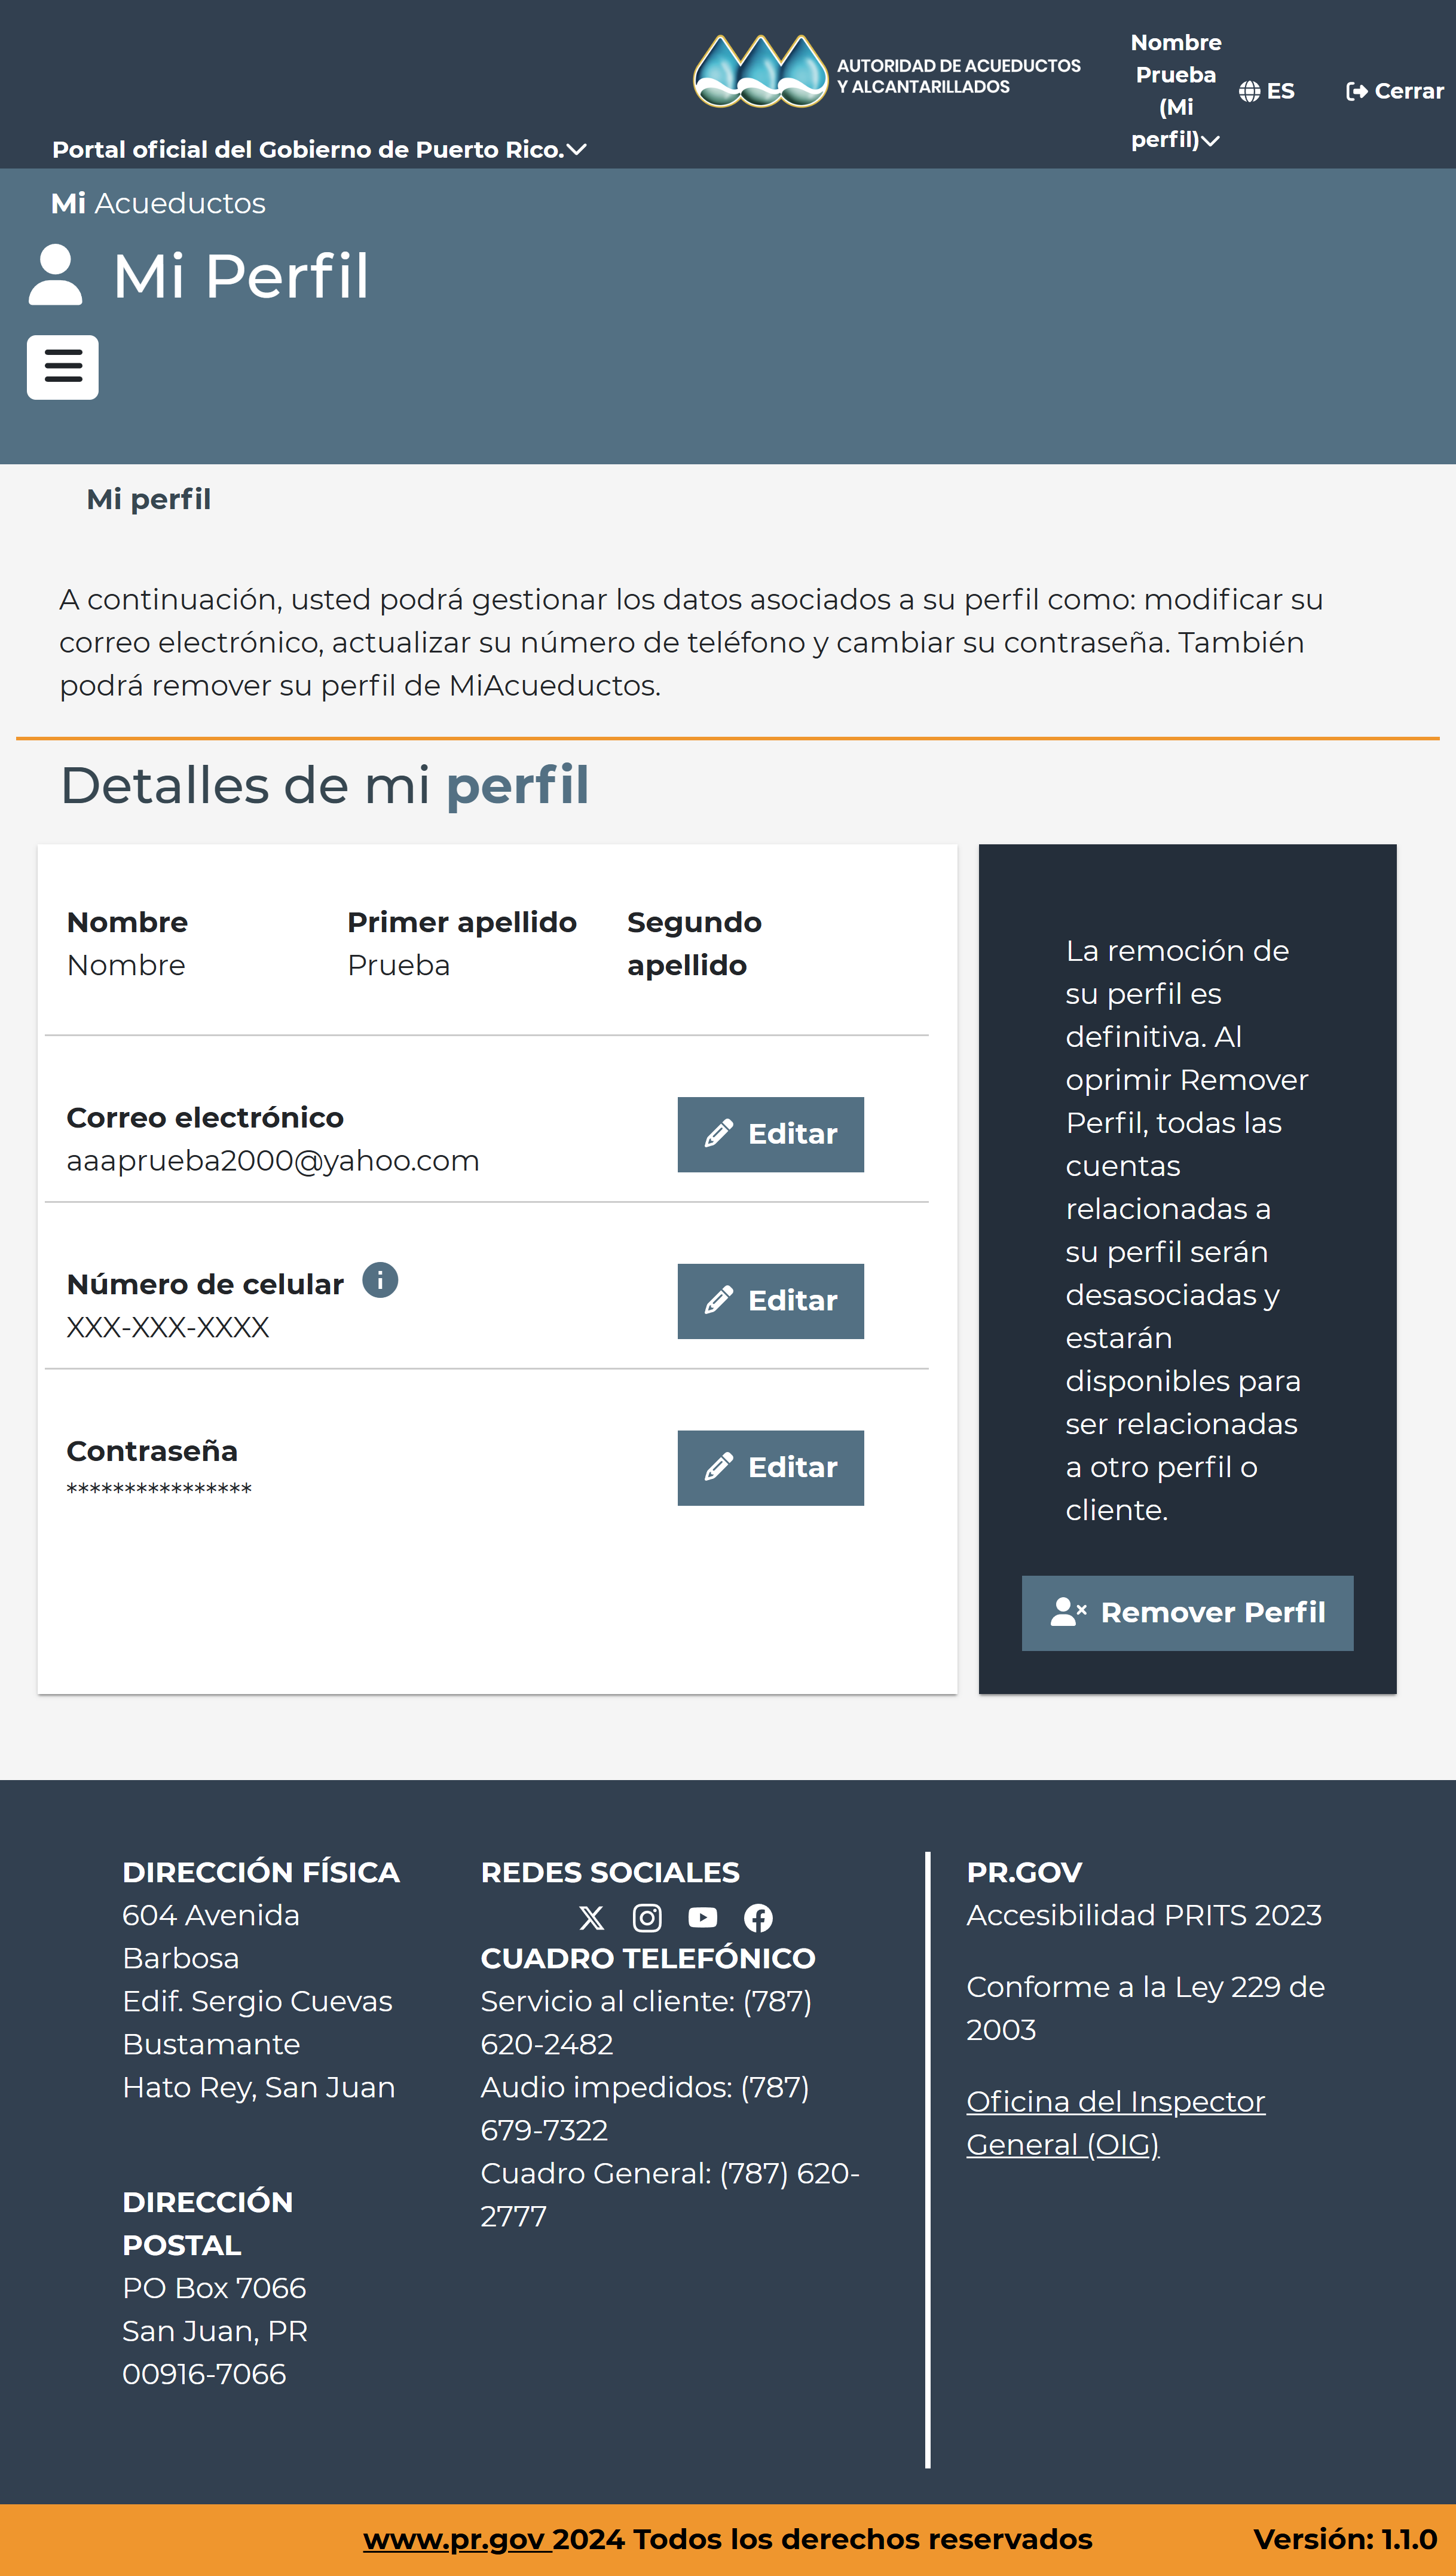 AUTORIDAD DE ACUEDUCTOS
Y ALCANTARILLADOS
Nombre
Prueba
(Mi
perfil)
ES
Cerrar
Portal oficial del Gobierno de Puerto Rico.
Mi Acueductos
Mi Perfil
Mi perfil
A continuación, usted podrá gestionar los datos asociados a su perfil como: modificar su
correo electrónico, actualizar su número de teléfono y cambiar su contraseña. También
podrá remover su perfil de MiAcueductos.
Detalles de mi perfil
Nombre
Nombre
Primer apellido
Prueba
Segundo
apellido
Correo electrónico
aaaprueba2000@yahoo.com
Editar
Número de celular i
XXX-XXX-XXXX
Editar
Contraseña
****************
Editar
La remoción de
su perfil es
definitiva. Al
oprimir Remover
Perfil, todas las
cuentas
relacionadas a
su perfil serán
desasociadas y
estarán
disponibles para
ser relacionadas
a otro perfil o
cliente.
Remover Perfil
DIRECCIÓN FÍSICA
604 Avenida
Barbosa
Edif. Sergio Cuevas
Bustamante
Hato Rey, San Juan
DIRECCIÓN
POSTAL
PO Box 7066
San Juan, PR
00916-7066
REDES SOCIALES
CUADRO TELEFÓNICO
Servicio al cliente: (787)
620-2482
Audio impedidos: (787)
679-7322
Cuadro General: (787) 620-
2777
PR.GOV
Accesibilidad PRITS 2023
Conforme a la Ley 229 de
2003
Oficina del Inspector
General (OIG)
www.pr.gov 2024 Todos los derechos reservados
Versión: 1.1.0